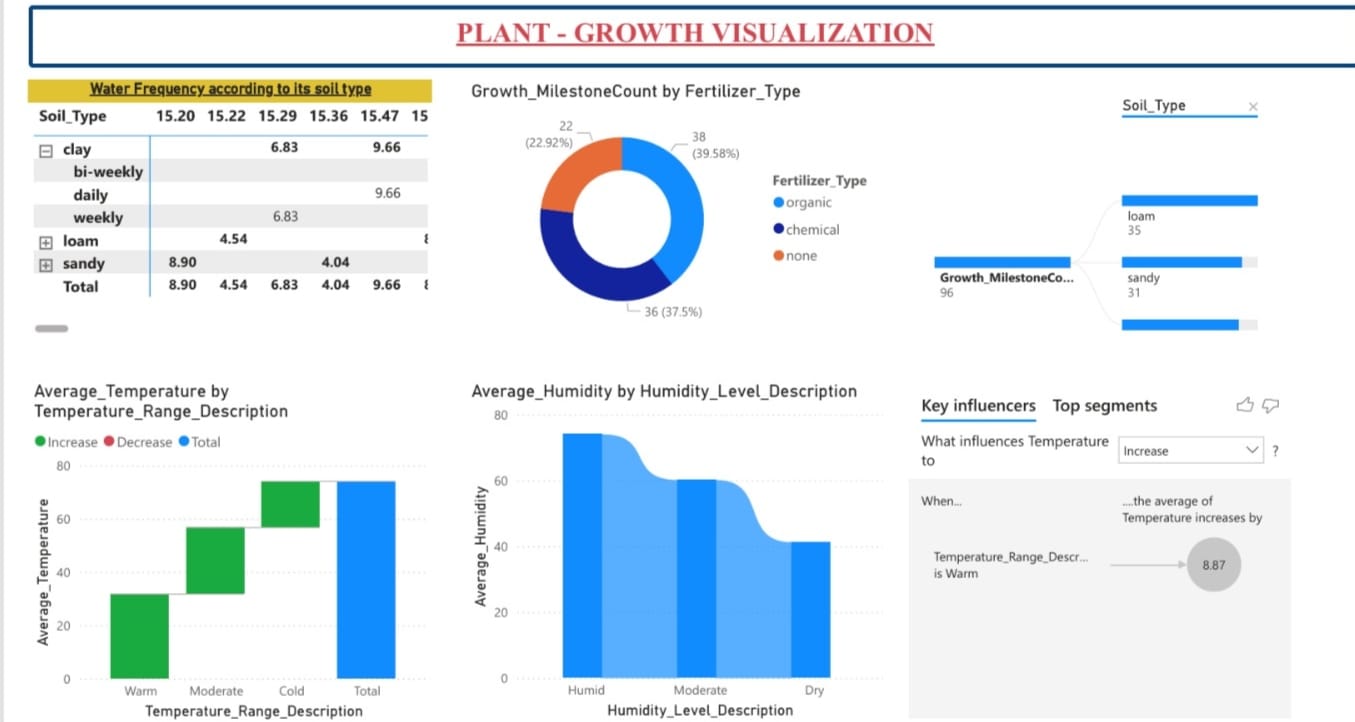 PLANT - GROWTH VISUALIZATION
Water Frequency according to its soil type
Soil_Type 15.20 15.22 15.29 15.36 15.47 15
clay 6.83 9.66
bi-weekly
daily 9.66
weekly 6.83
loam 4.54
sandy 8.90 4.04
Total 8.90 4.54 6.83 4.04 9.66
Growth_MilestoneCount by Fertilizer_Type
22
(22.92%)
38
(39.58%)
36 (37.5%)
Fertilizer_Type
organic
chemical
none
Soil_Type
Growth_MilestoneCo...
96
loam
35
sandy
31
Average_Temperature by
Temperature_Range_Description
Increase Decrease Total
80
60
40
20
0
Average_Temperature
Warm Moderate Cold Total
Temperature_Range_Description
Average_Humidity by Humidity_Level_Description
80
60
40
20
0
Average_Humidity
Humid Moderate Dry
Humidity_Level_Description
Key influencers Top segments
What influences Temperature
to
Increase ?
When...
....the average of
Temperature increases by
Temperature_Range_Descr...
is Warm
8.87